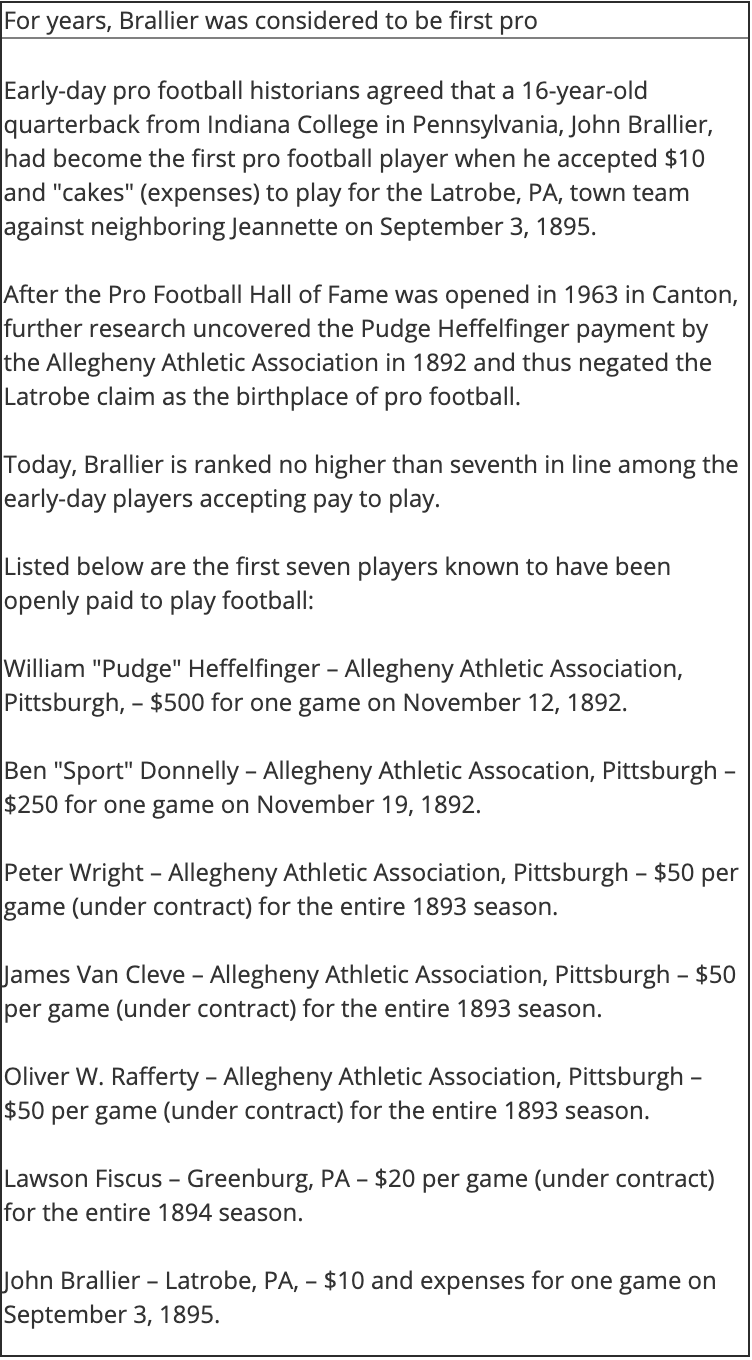 For years, Brallier was considered to be first pro
Early-day pro football historians agreed that a 16-year-old
quarterback from Indiana College in Pennsylvania, John Brallier,
had become the first pro football player when he accepted $10
and "cakes" (expenses) to play for the Latrobe, PA, town team
against neighboring Jeannette on September 3, 1895.
After the Pro Football Hall of Fame was opened in 1963 in Canton,
further research uncovered the Pudge Heffelfinger payment by
the Allegheny Athletic Association in 1892 and thus negated the
Latrobe claim as the birthplace of pro football.
Today, Brallier is ranked no higher than seventh in line among the
early-day players accepting pay to play.
Listed below are the first seven players known to have been
openly paid to play football:
William "Pudge" Heffelfinger – Allegheny Athletic Association,
Pittsburgh, – $500 for one game on November 12, 1892.
Ben "Sport" Donnelly – Allegheny Athletic Assocation, Pittsburgh –
$250 for one game on November 19, 1892.
Peter Wright – Allegheny Athletic Association, Pittsburgh – $50 per
game (under contract) for the entire 1893 season.
James Van Cleve – Allegheny Athletic Association, Pittsburgh – $50
per game (under contract) for the entire 1893 season.
Oliver W. Rafferty – Allegheny Athletic Association, Pittsburgh –
$50 per game (under contract) for the entire 1893 season.
Lawson Fiscus – Greenburg, PA – $20 per game (under contract)
for the entire 1894 season.
John Brallier – Latrobe, PA, – $10 and expenses for one game on
September 3, 1895.